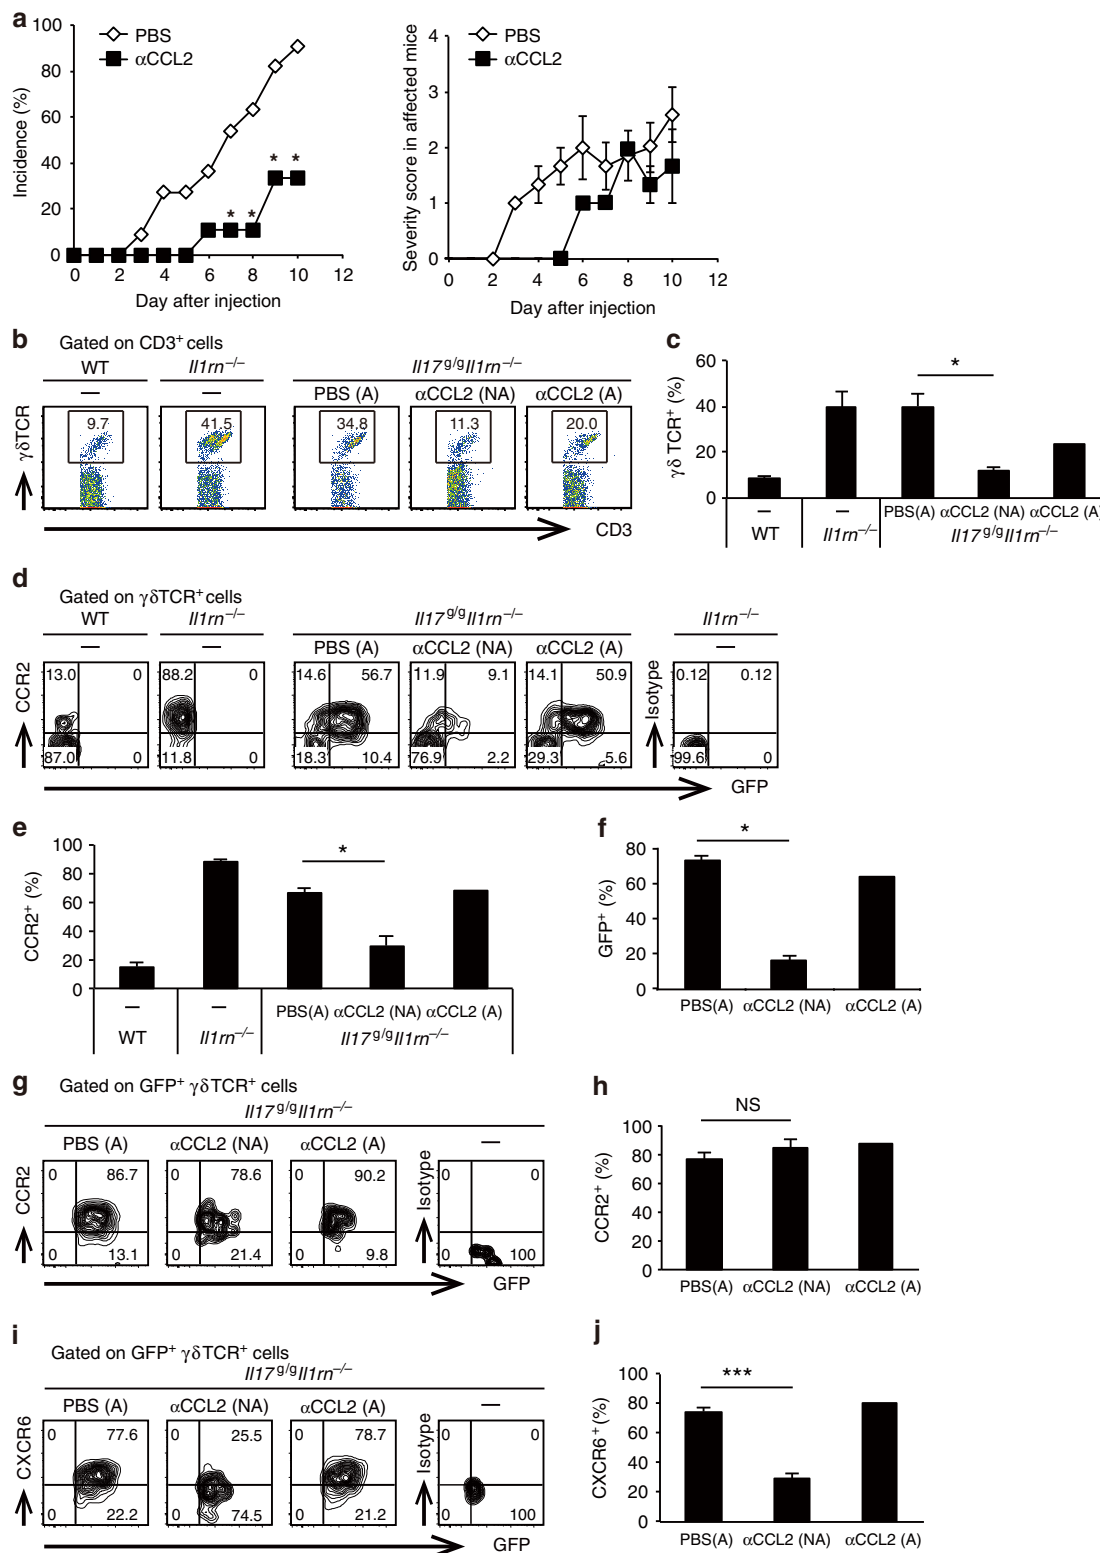 a
100
80
60
40
20
0
Incidence (%)
PBS
αCCL2
* *
* *
0 2 4 6 8 10 12
Day after injection
4
3
2
1
0
Severity score in affected mice
PBS
αCCL2
0 2 4 6 8 10 12
Day after injection
b Gated on CD3+ cells
WT Il1rn−/− Il17g/gIl1rn−/−
— — PBS (A) αCCL2 (NA) αCCL2 (A)
γδTCR
9.7 41.5 34.8 11.3 20.0
CD3
c
60
40
20
0
γδ TCR+ (%)
*
— — PBS(A) αCCL2 (NA) αCCL2 (A)
WT Il1rn−/− Il17g/gIl1rn−/−
d Gated on γδTCR+ cells
WT Il1rn−/− Il17g/gIl1rn−/− Il1rn−/−
— — PBS (A) αCCL2 (NA) αCCL2 (A) —
CCR2
13.0 0 88.2 0 14.6 56.7 11.9 9.1 14.1 50.9
87.0 0 11.8 0 18.3 10.4 76.9 2.2 29.3 5.6
Isotype
0.12 0.12
99.6 0
GFP
e
100
80
60
40
20
0
CCR2+ (%)
*
— — PBS(A) αCCL2 (NA) αCCL2 (A)
WT Il1rn−/− Il17g/gIl1rn−/−
f
80
60
40
20
0
GFP+ (%)
*
PBS(A) αCCL2 (NA) αCCL2 (A)
g Gated on GFP+ γδTCR+ cells
Il17g/gIl1rn−/−
PBS (A) αCCL2 (NA) αCCL2 (A) —
CCR2
0 86.7 0 78.6 0 90.2
0 13.1 0 21.4 0 9.8
Isotype
0 0
0 100
GFP
h
100
80
60
40
20
0
CCR2+ (%)
NS
PBS(A) αCCL2 (NA) αCCL2 (A)
i Gated on GFP+ γδTCR+ cells
Il17g/gIl1rn−/−
PBS (A) αCCL2 (NA) αCCL2 (A) —
CXCR6
0 77.6 0 25.5 0 78.7
0 22.2 0 74.5 0 21.2
Isotype
0 0
0 100
GFP
j
100
80
60
40
20
0
CXCR6+ (%)
***
PBS(A) αCCL2 (NA) αCCL2 (A)